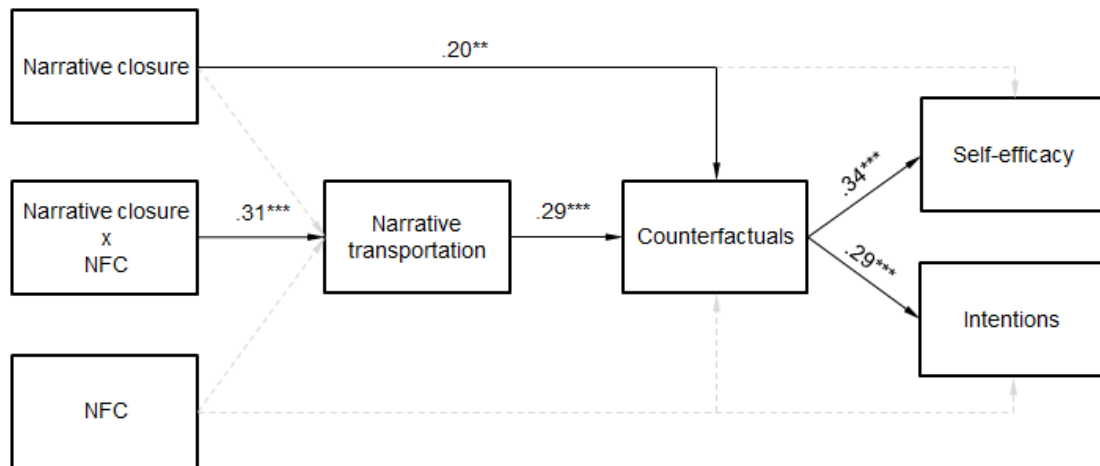 .20**
Narrative closure
Self-efficacy
.34***
Narrative closure
x
NFC
.31***
Narrative
transportation
.29***
Counterfactuals
.29***
Intentions
NFC